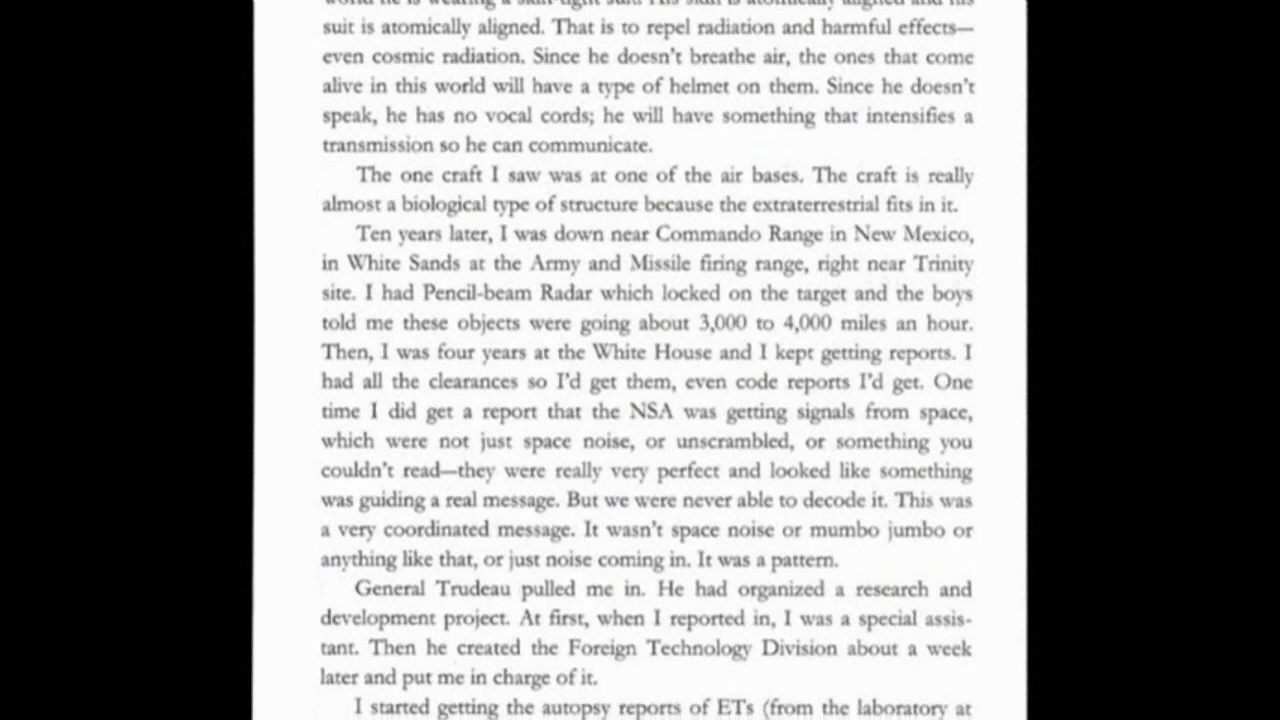 suit is atomically aligned. That is to repel radiation and harmful effects—
even cosmic radiation. Since he doesn't breathe air, the ones that come
alive in this world will have a type of helmet on them. Since he doesn't
speak, he has no vocal cords; he will have something that intensifies a
transmission so he can communicate.
The one craft I saw was at one of the air bases. The craft is really
almost a biological type of structure because the extraterrestrial fits in it.
Ten years later, I was down near Commando Range in New Mexico,
in White Sands at the Army and Missile firing range, right near Trinity
site. I had Pencil-beam Radar which locked on the target and the boys
told me these objects were going about 3,000 to 4,000 miles an hour.
Then, I was four years at the White House and I kept getting reports. I
had all the clearances so I'd get them, even code reports I'd get. One
time I did get a report that the NSA was getting signals from space,
which were not just space noise, or unscrambled, or something you
couldn't read—they were really very perfect and looked like something
was guiding a real message. But we were never able to decode it. This was
a very coordinated message. It wasn't space noise or mumbo jumbo or
anything like that, or just noise coming in. It was a pattern.
General Trudeau pulled me in. He had organized a research and
development project. At first, when I reported in, I was a special assis-
tant. Then he created the Foreign Technology Division about a week
later and put me in charge of it.
I started getting the autopsy reports of ETs (from the laboratory at